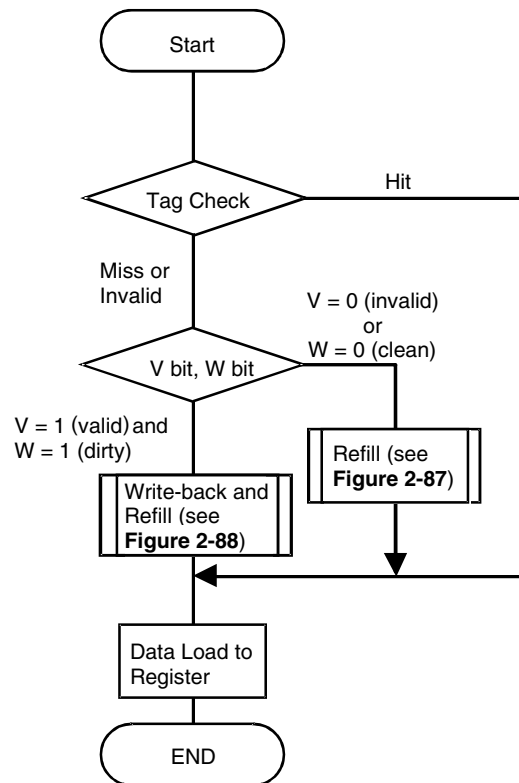 Start
Tag Check
Hit
Miss or
Invalid
V = 0 (invalid)
or
W = 0 (clean)
V bit, W bit
V = 1 (valid) and
W = 1 (dirty)
Refill (see
Figure 2-87)
Write-back and
Refill (see
Figure 2-88)
Data Load to
Register
END